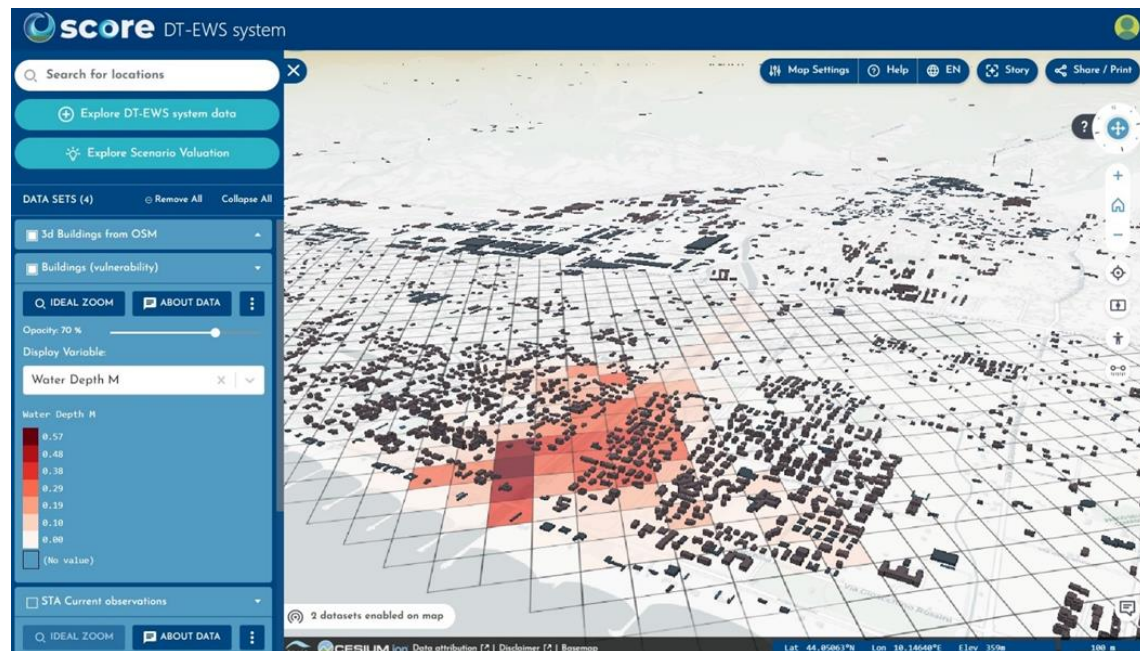 score DT-EWS system
Search for locations
Explore DT-EWS system data
Explore Scenario Valuation
DATA SETS (4) Remove All Collapse All
3d Buildings from OSM
Buildings (vulnerability)
IDEAL ZOOM ABOUT DATA
Opacity: 70 %
Display Variable:
Water Depth M
Water Depth M
0.57
0.48
0.38
0.29
0.19
0.10
0.00
(No value)
STA Current observations
IDEAL ZOOM ABOUT DATA
Map Settings Help EN Story Share / Print
?
2 datasets enabled on map
CESIUM ion Data attribution Disclaimer Basemap
Lat 44.05063°N Lon 10.14640°E Elev 359m 100 m